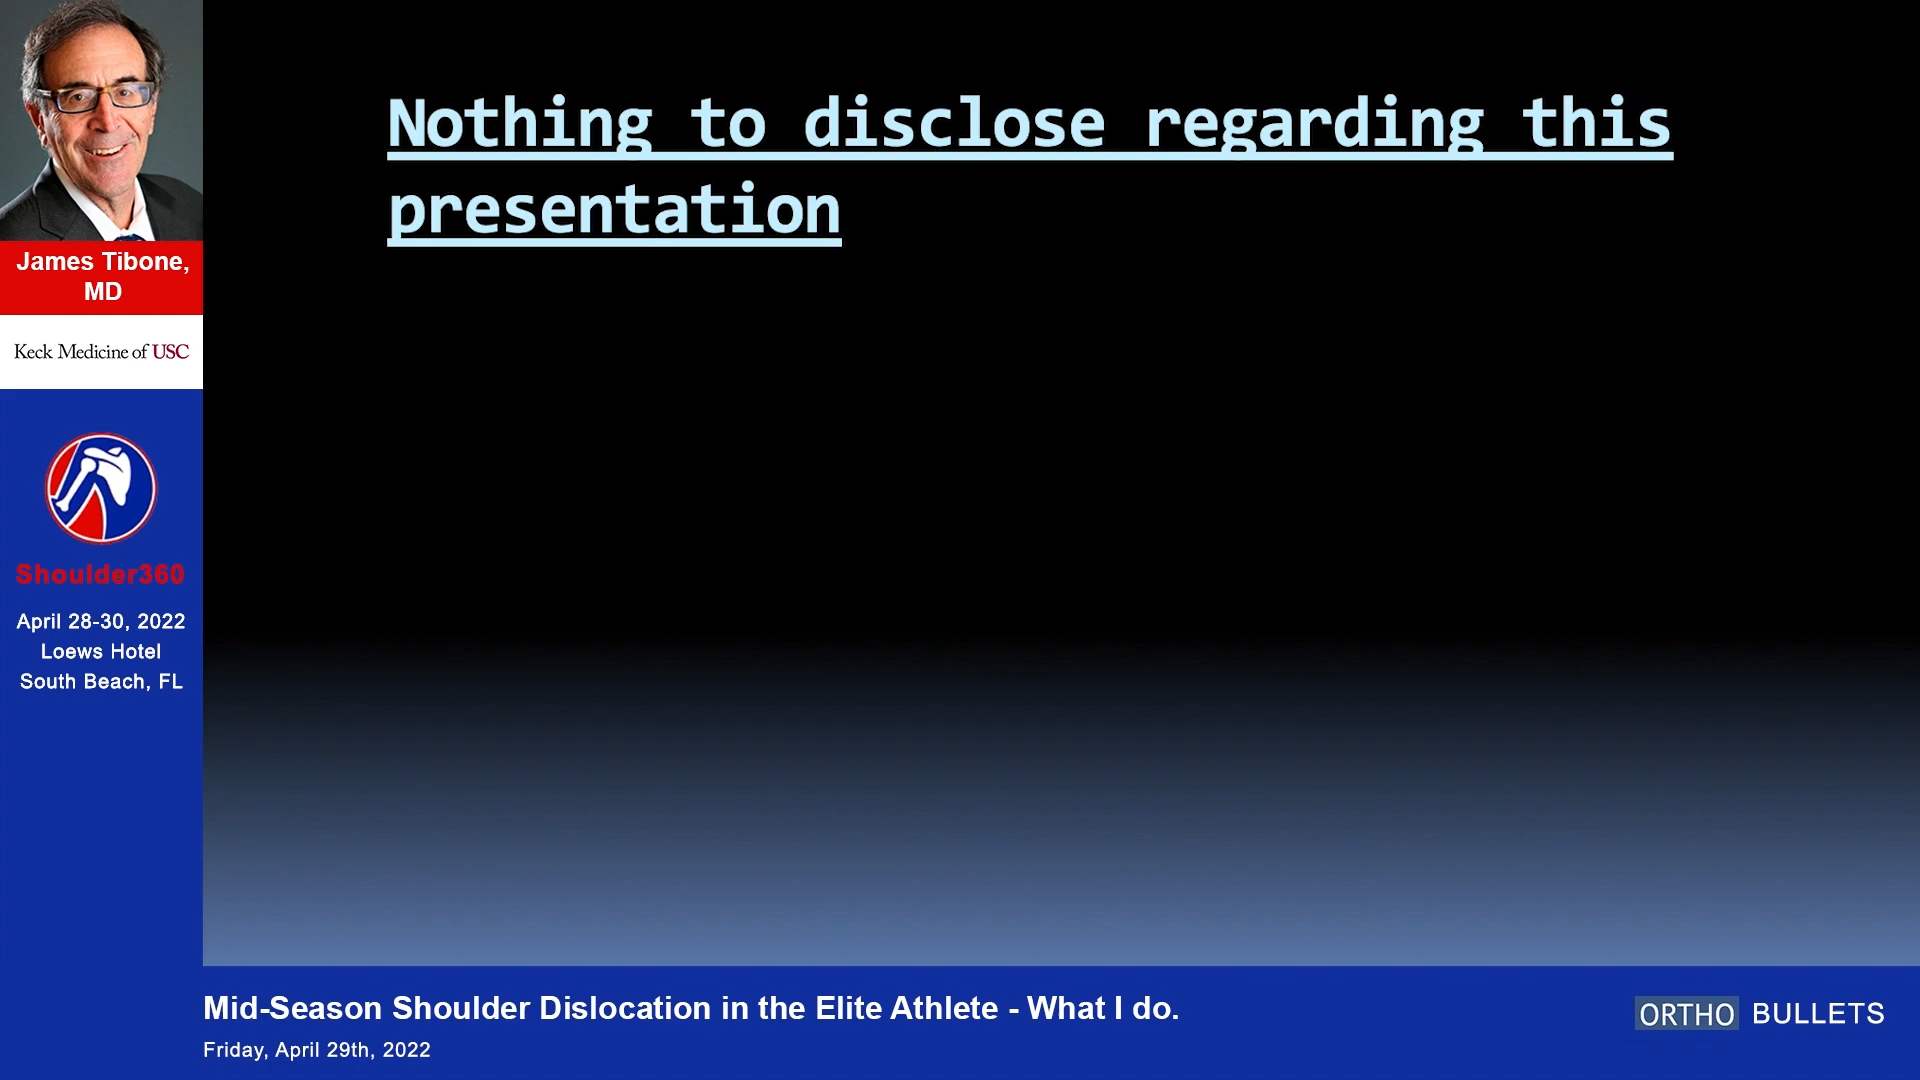 Nothing to disclose regarding this
presentation
James Tibone,
MD
Keck Medicine of USC
Shoulder360
April 28-30, 2022
Loews Hotel
South Beach, FL
Mid-Season Shoulder Dislocation in the Elite Athlete - What I do.
Friday, April 29th, 2022
ORTHO BULLETS